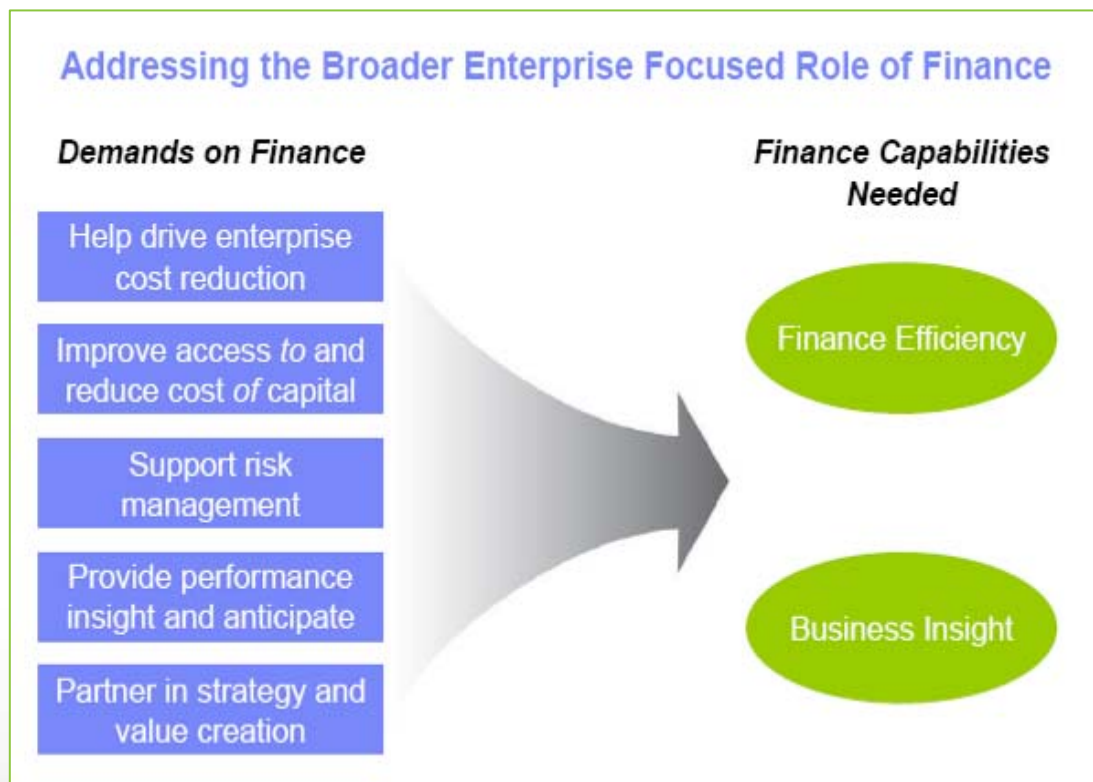 Addressing the Broader Enterprise Focused Role of Finance
Demands on Finance
Help drive enterprise
cost reduction
Improve access to and
reduce cost of capital
Support risk
management
Provide performance
insight and anticipate
Partner in strategy and
value creation
Finance Capabilities
Needed
Finance Efficiency
Business Insight